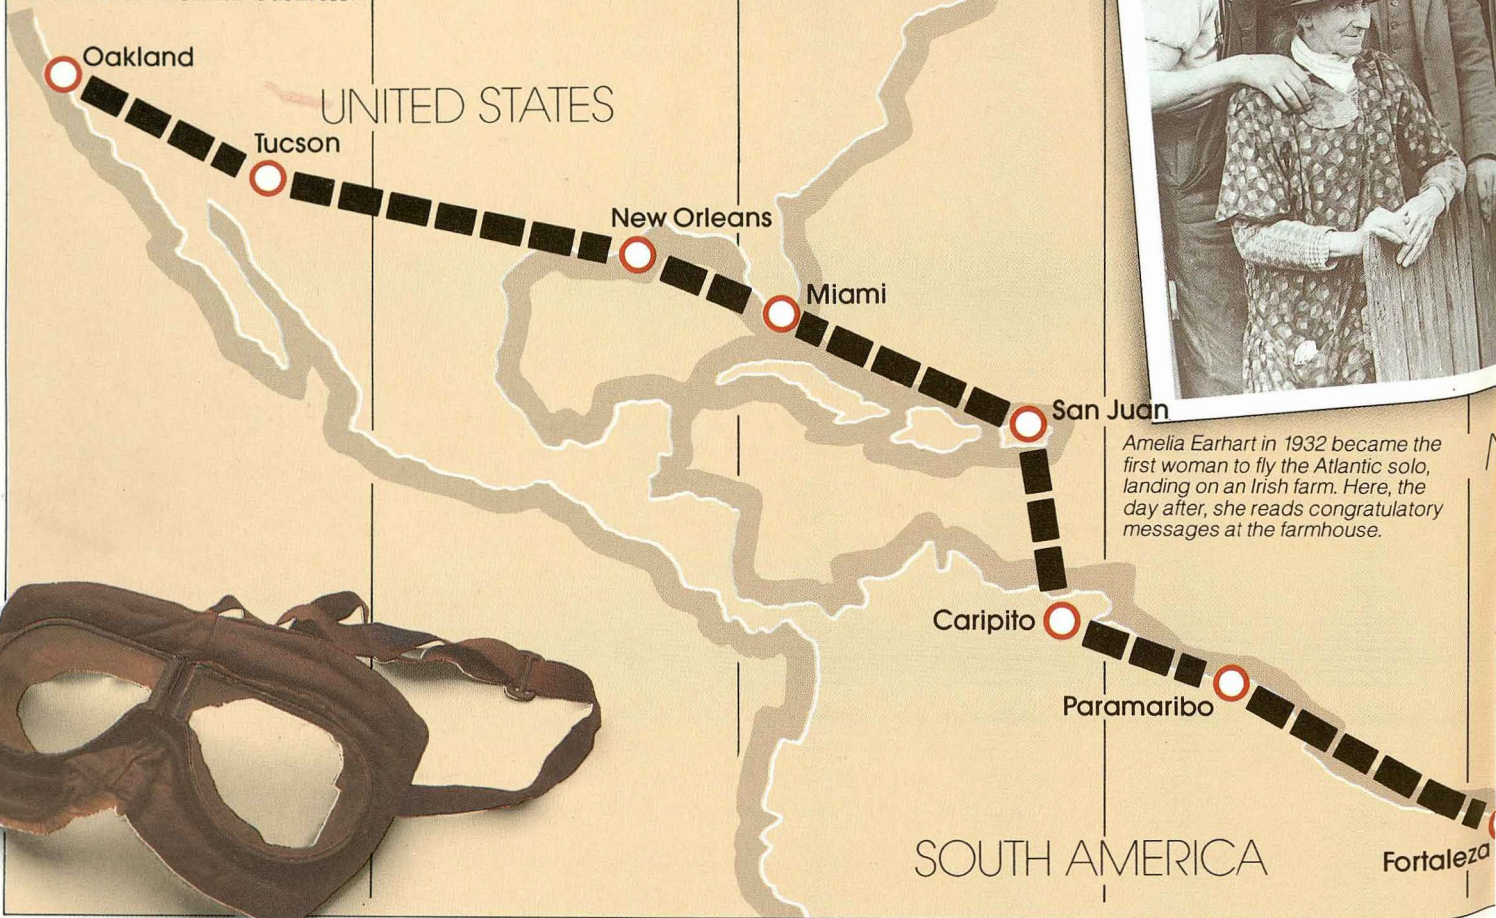 Oakland
UNITED STATES
Tucson
New Orleans
Miami
San Juan
Amelia Earhart in 1932 became the
first woman to fly the Atlantic solo,
landing on an Irish farm. Here, the
day after, she reads congratulatory
messages at the farmhouse.
Caripito
Paramaribo
SOUTH AMERICA
Fortaleza